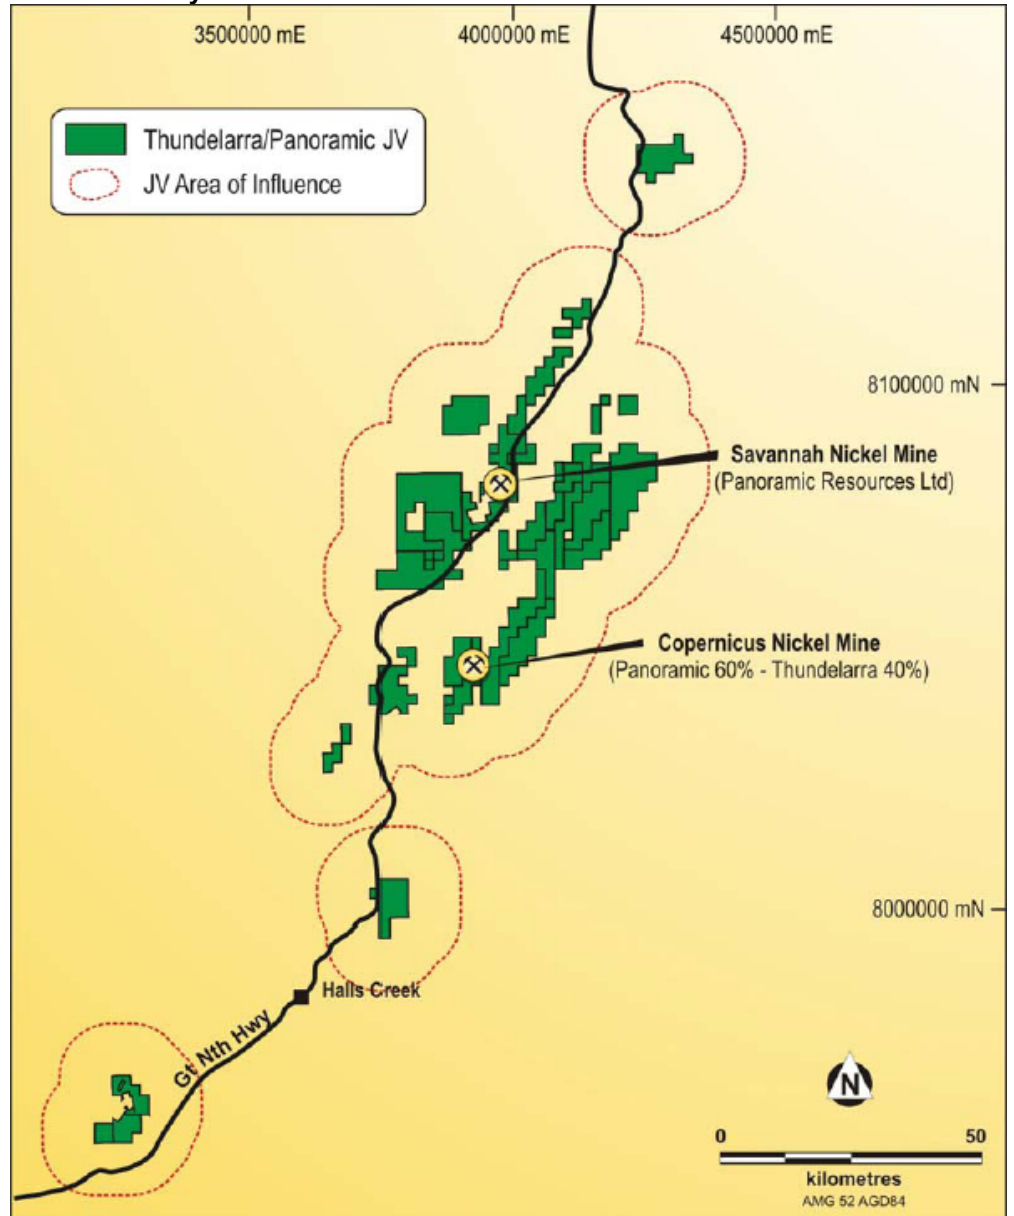 3500000 mE 4000000 mE 4500000 mE
Thundelarra/Panoramic JV
JV Area of Influence
8100000 mN
Savannah Nickel Mine
(Panoramic Resources Ltd)
Copernicus Nickel Mine
(Panoramic 60% - Thundelarra 40%)
8000000 mN
Halls Creek
Gt Nth Hwy
N
0 50
kilometres
AMG 52 AGD84